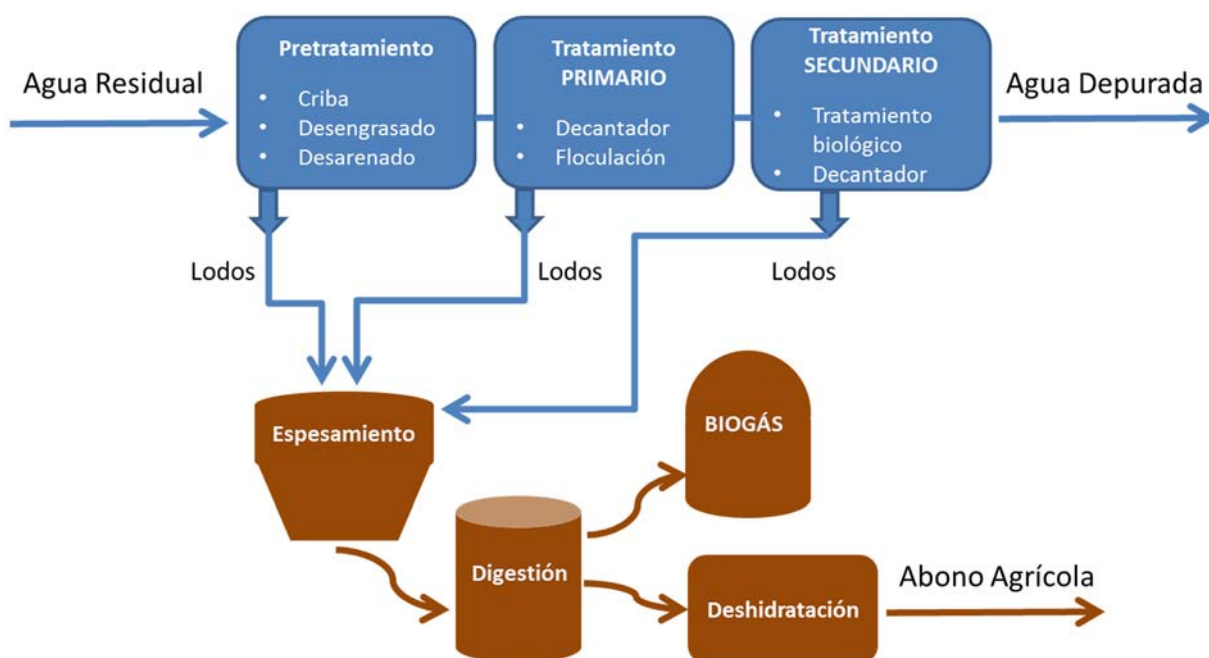 Agua Residual
Pretratamiento
• Criba
• Desengrasado
• Desarenado
Tratamiento
PRIMARIO
• Decantador
• Floculación
Tratamiento
SECUNDARIO
• Tratamiento
biológico
• Decantador
Agua Depurada
Lodos
Lodos
Lodos
Espesamiento
BIOGÁS
Digestión
Deshidratación
Abono Agrícola